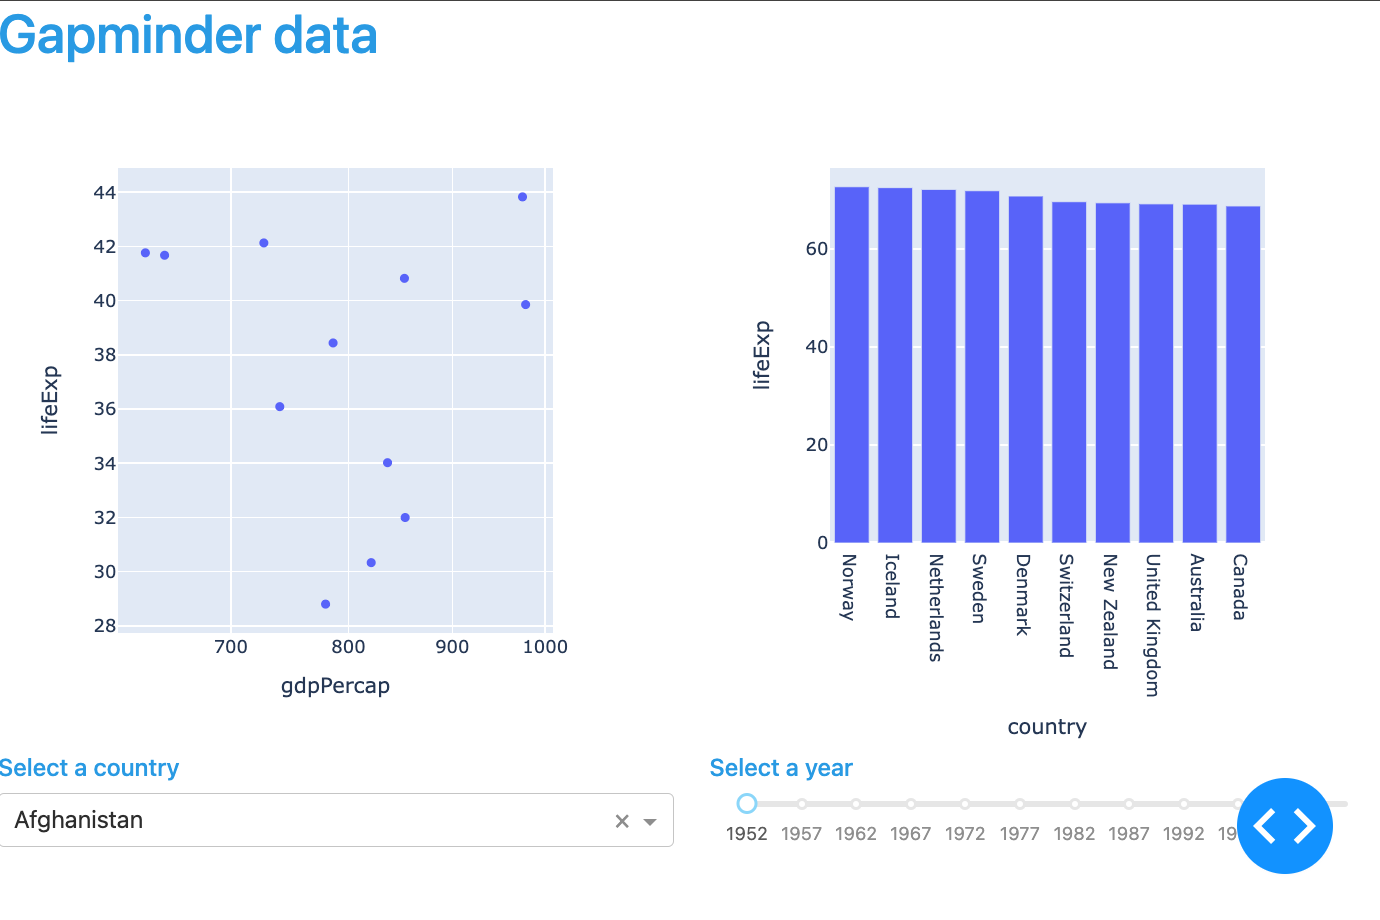 Gapminder data
44
42
40
38
36
34
32
30
28
lifeExp
700 800 900 1000
gdpPercap
60
40
20
0
lifeExp
Norway
Iceland
Netherlands
Sweden
Denmark
Switzerland
New Zealand
United Kingdom
Australia
Canada
country
Select a country
Afghanistan
Select a year
1952 1957 1962 1967 1972 1977 1982 1987 1992